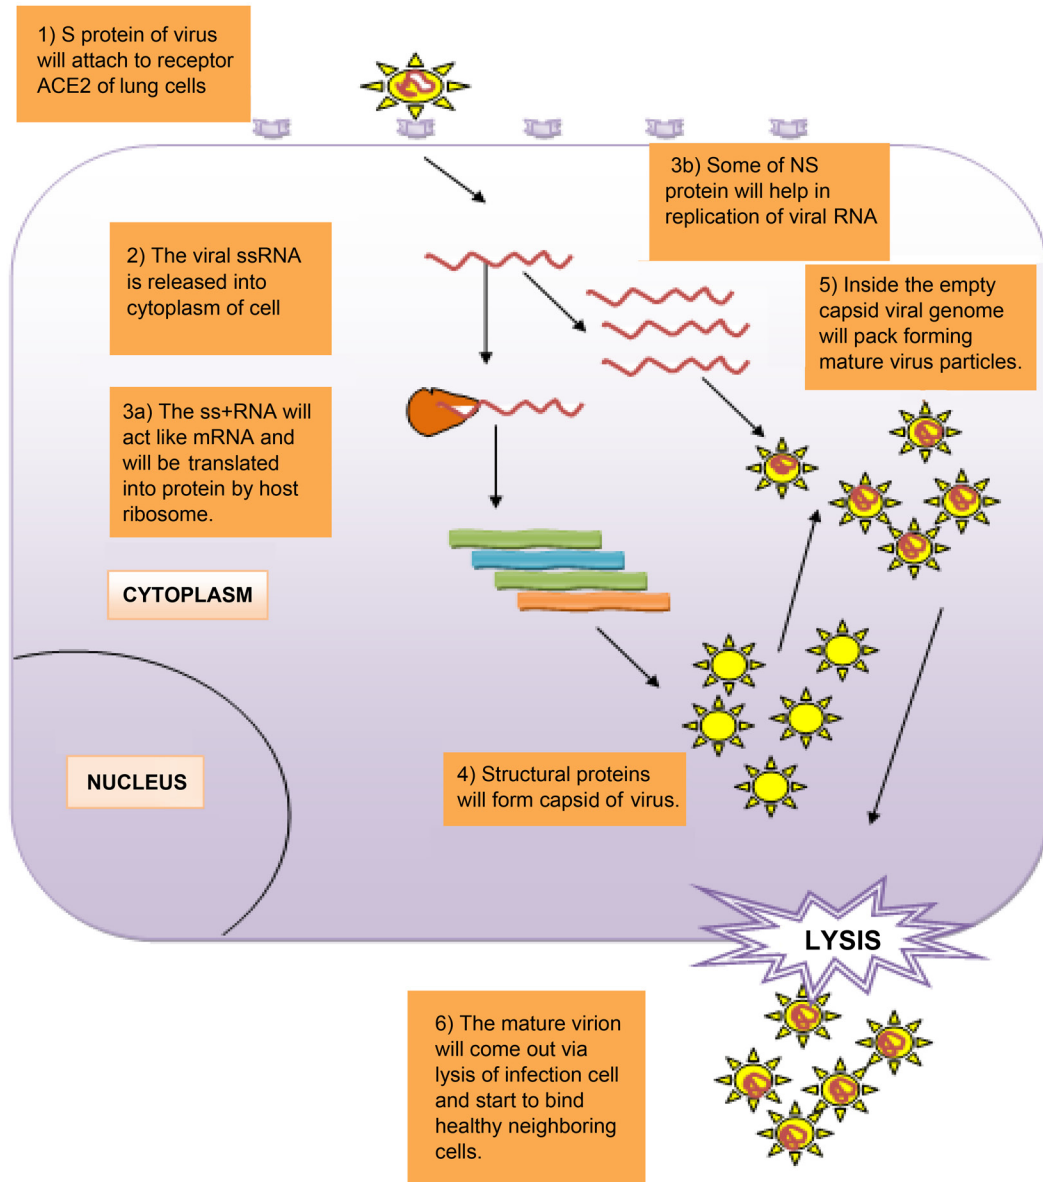 1) S protein of virus
will attach to receptor
ACE2 of lung cells
3b) Some of NS
protein will help in
replication of viral RNA
2) The viral ssRNA
is released into
cytoplasm of cell
5) Inside the empty
capsid viral genome
will pack forming
mature virus particles.
3a) The ss+RNA will
act like mRNA and
will be translated
into protein by host
ribosome.
CYTOPLASM
NUCLEUS
4) Structural proteins
will form capsid of virus.
LYSIS
6) The mature virion
will come out via
lysis of infection cell
and start to bind
healthy neighboring
cells.